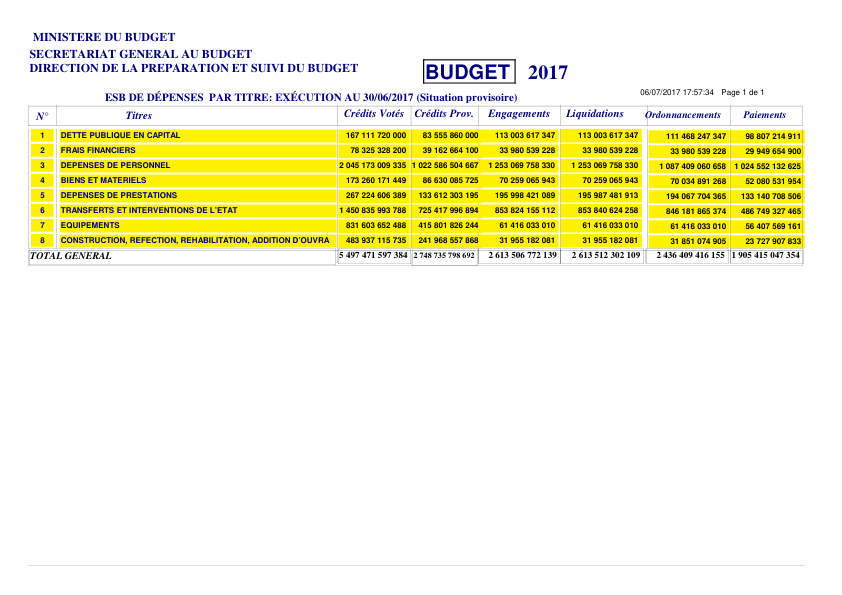 MINISTERE DU BUDGET
SECRETARIAT GENERAL AU BUDGET
DIRECTION DE LA PREPARATION ET SUIVI DU BUDGET
BUDGET 2017
06/07/2017 17:57:34 Page 1 de 1
ESB DE DÉPENSES PAR TITRE: EXÉCUTION AU 30/06/2017 (Situation provisoire)
N° Titres Crédits Votés Crédits Prov. Engagements Liquidations Ordonnancements Paiements
1 DETTE PUBLIQUE EN CAPITAL 167 111 720 000 83 555 860 000 113 003 617 347 113 003 617 347 111 468 247 347 98 807 214 911
2 FRAIS FINANCIERS 78 325 328 200 39 162 664 100 33 980 539 228 33 980 539 228 33 980 539 228 29 949 654 900
3 DEPENSES DE PERSONNEL 2 045 173 009 335 1 022 586 504 667 1 253 069 758 330 1 253 069 758 330 1 087 409 060 658 1 024 552 132 625
4 BIENS ET MATERIELS 173 260 171 449 86 630 085 725 70 259 065 943 70 259 065 943 70 034 891 268 52 080 531 954
5 DEPENSES DE PRESTATIONS 267 224 606 389 133 612 303 195 195 998 421 089 195 987 481 913 194 067 704 365 133 140 708 506
6 TRANSFERTS ET INTERVENTIONS DE L'ETAT 1 450 835 993 788 725 417 996 894 853 824 155 112 853 840 624 258 846 181 865 374 486 749 327 465
7 EQUIPEMENTS 831 603 652 488 415 801 826 244 61 416 033 010 61 416 033 010 61 416 033 010 56 407 569 161
8 CONSTRUCTION, REFECTION, REHABILITATION, ADDITION D'OUVRA 483 937 115 735 241 968 557 868 31 955 182 081 31 955 182 081 31 851 074 905 23 727 907 833
TOTAL GENERAL 5 497 471 597 384 2 748 735 798 692 2 613 506 772 139 2 613 512 302 109 2 436 409 416 155 1 905 415 047 354